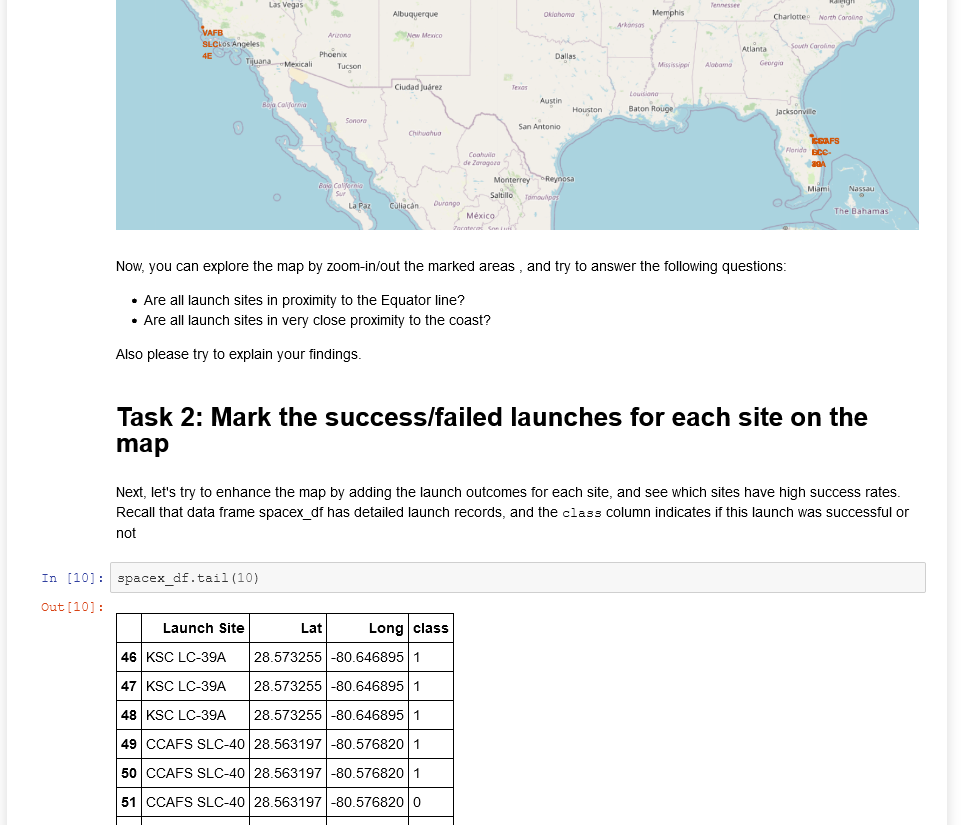 Las Vegas
Albuquerque
Oklahoma
Memphis
Tennessee
Charlotte
Raleigh
North Carolina
Arkansas
VAFB
SLC-
4E
Los Angeles
Arizona
New Mexico
Phoenix
Tucson
Tijuana
Mexicali
Dallas
Atlanta
South Carolina
Mississippi
Alabama
Georgia
Ciudad Juárez
Texas
Louisiana
Baja California
Austin
Houston
Baton Rouge
Jacksonville
Sonora
San Antonio
Chihuahua
Florida
Coahuila
de Zaragoza
Monterrey
Reynosa
Saltillo
Tamaulipas
Baja California
Sur
La Paz
Culiacán
Durango
México
Miami
Nassau
The Bahamas
Zacatecas
San Luis
Now, you can explore the map by zoom-in/out the marked areas , and try to answer the following questions:
• Are all launch sites in proximity to the Equator line?
• Are all launch sites in very close proximity to the coast?
Also please try to explain your findings.
Task 2: Mark the success/failed launches for each site on the
map
Next, let's try to enhance the map by adding the launch outcomes for each site, and see which sites have high success rates.
Recall that data frame spacex_df has detailed launch records, and the class column indicates if this launch was successful or
not
In [10]: spacex_df.tail(10)
Out[10]:
Launch Site Lat Long class
46 KSC LC-39A 28.573255 -80.646895 1
47 KSC LC-39A 28.573255 -80.646895 1
48 KSC LC-39A 28.573255 -80.646895 1
49 CCAFS SLC-40 28.563197 -80.576820 1
50 CCAFS SLC-40 28.563197 -80.576820 1
51 CCAFS SLC-40 28.563197 -80.576820 0